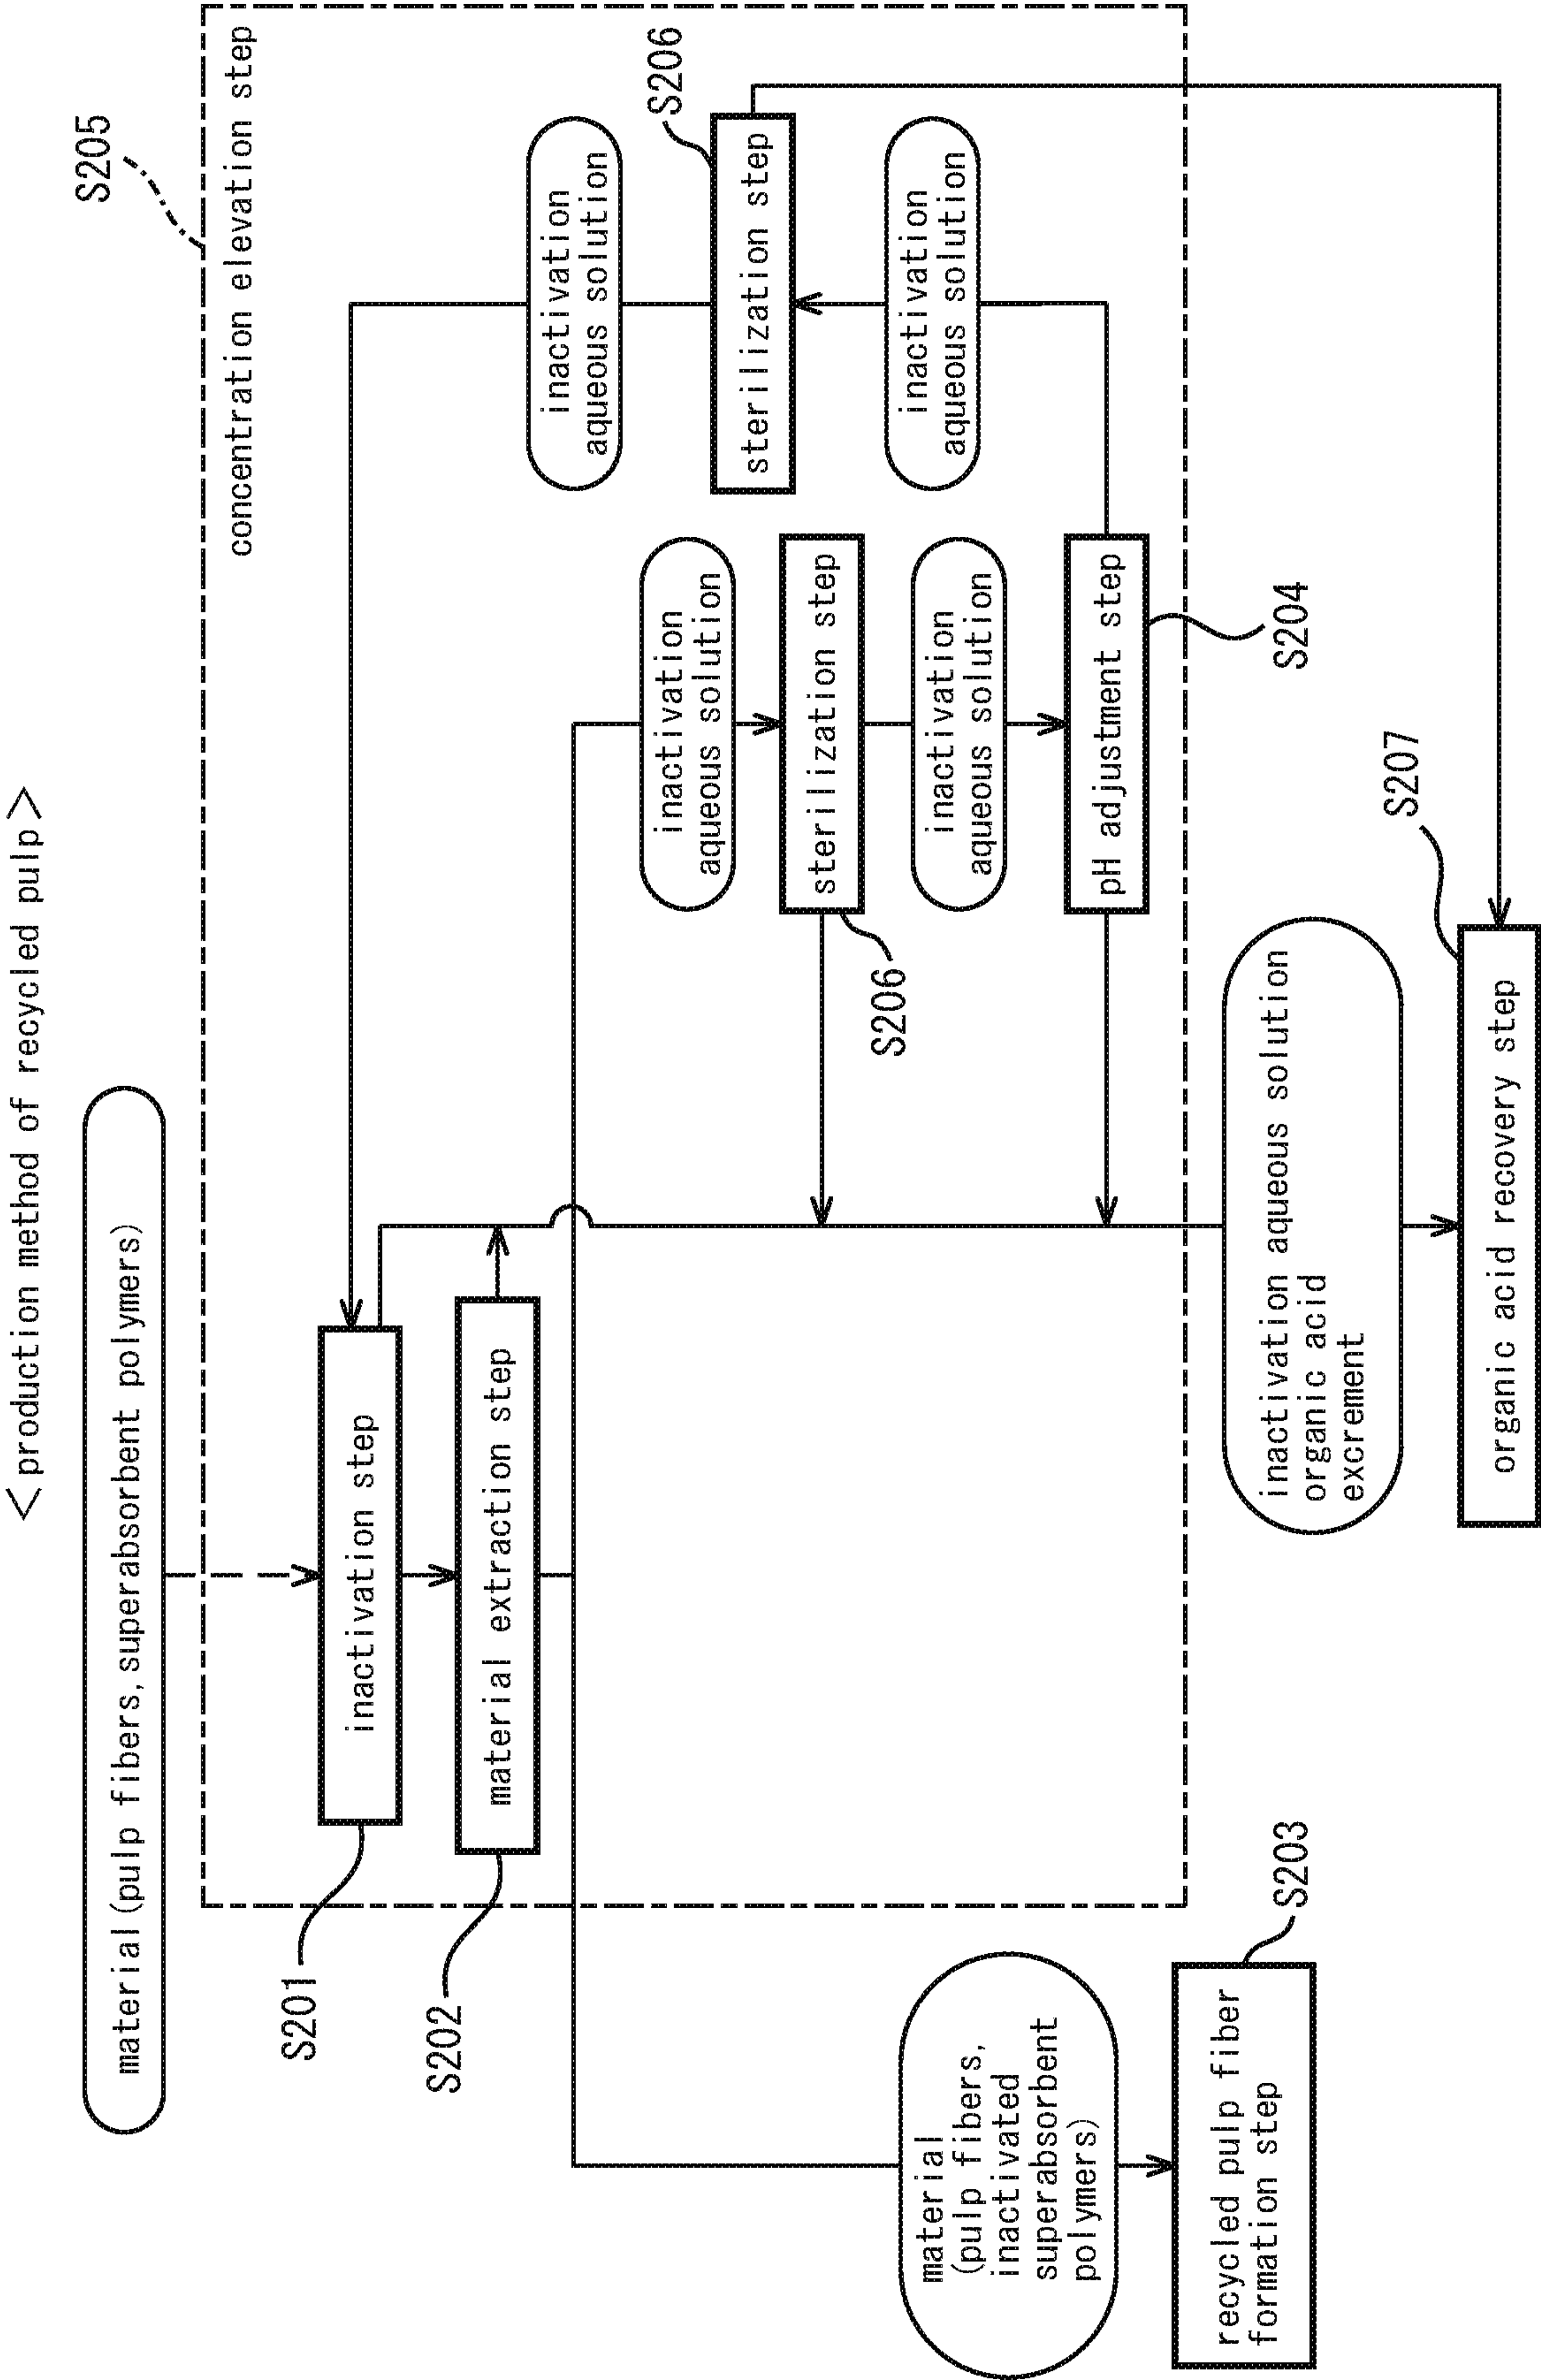 <production method of recycled pulp>
material(pulp fibers,superabsorbent polymers)
S205
concentration elevation step
S201
inactivation step
S202
material extraction step
inactivation
aqueous solution
S206
sterilization step
inactivation
aqueous solution
inactivation
aqueous solution
sterilization step
S206
inactivation
aqueous solution
pH adjustment step
S204
material
(pulp fibers,
inactivated
superabsorbent
polymers)
S203
recycled pulp fiber
formation step
inactivation aqueous solution
organic acid
excrement
S207
organic acid recovery step